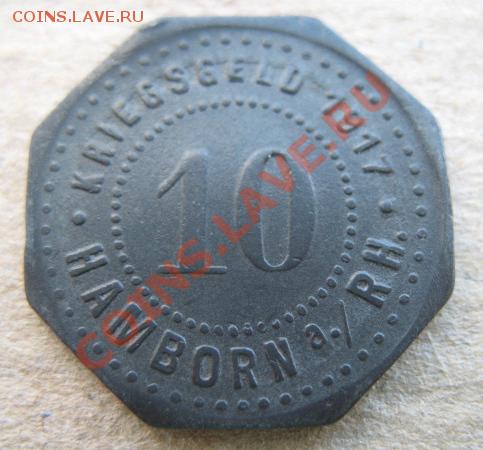 COINS.LAVE.RU
KRIEGSGELD 1917
10
HAMBORN a./ RH.
COINS.LAVE.RU